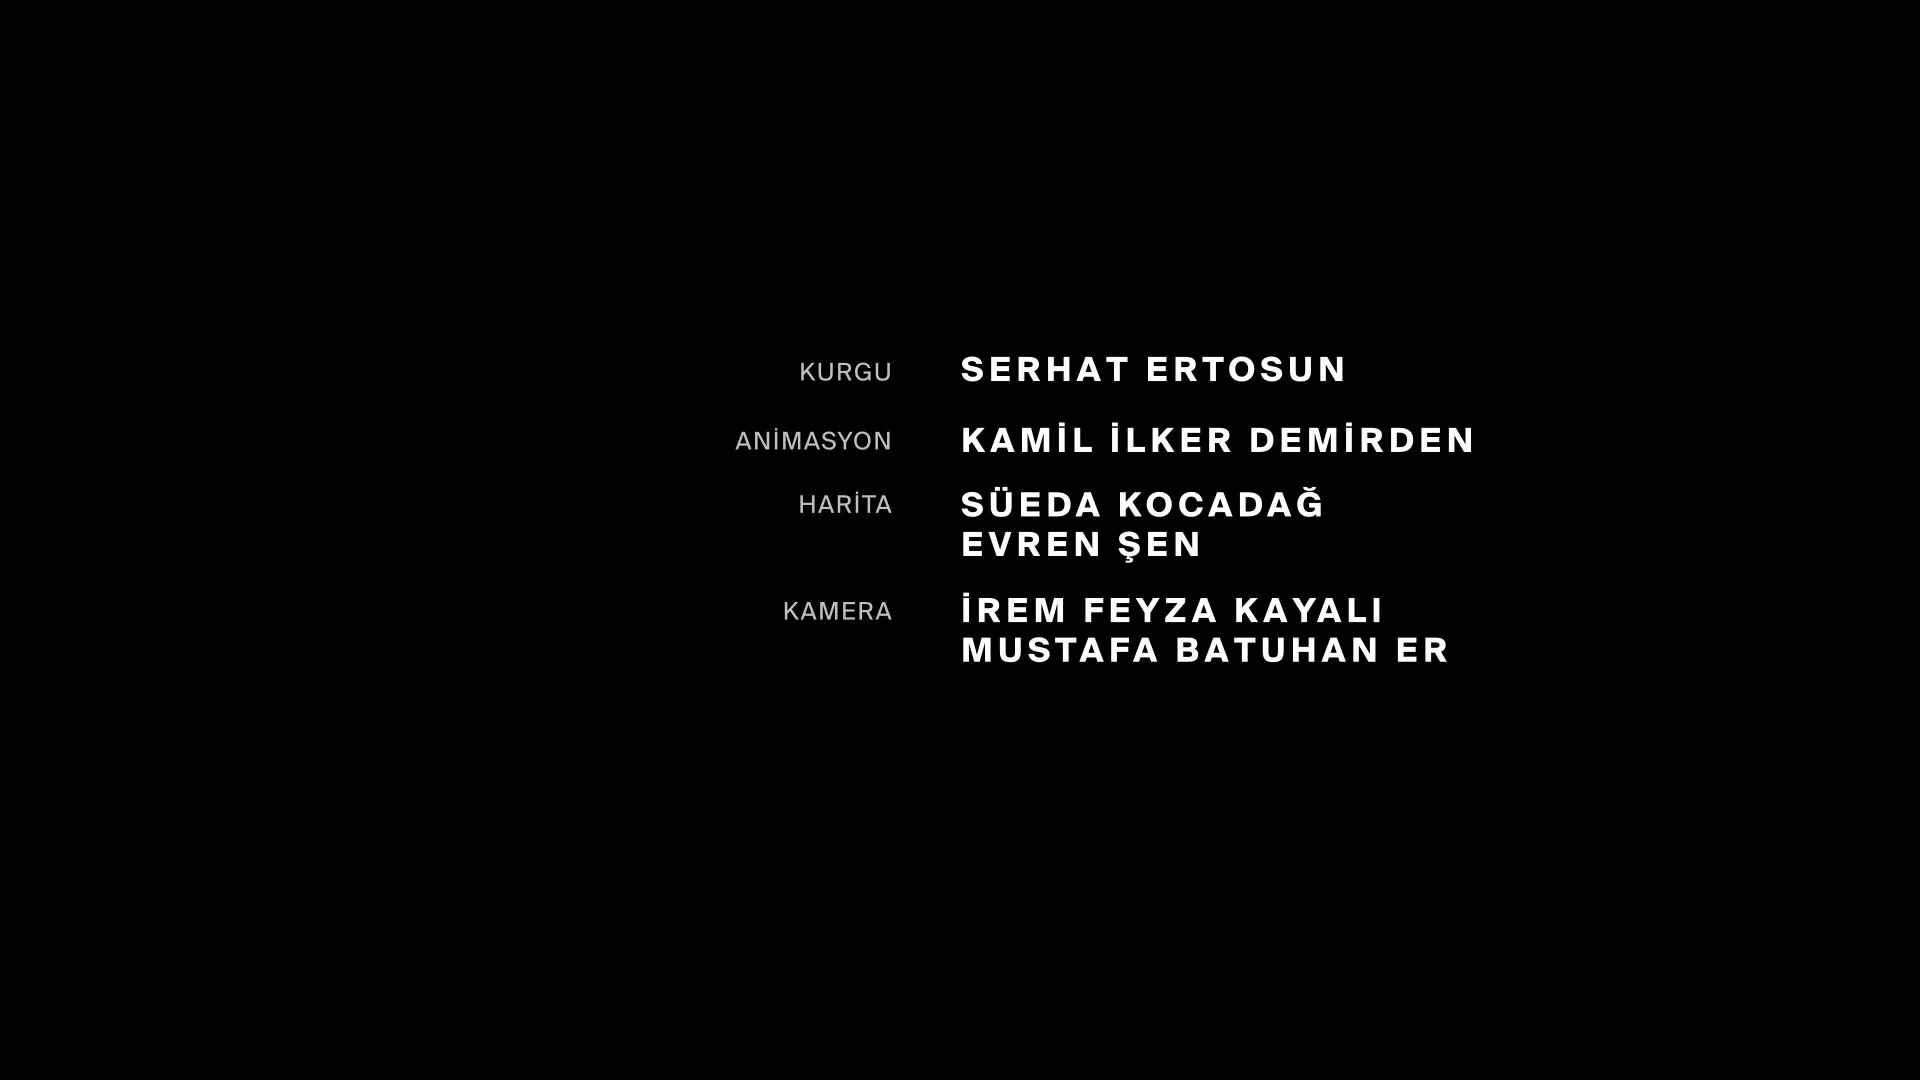 KURGU SERHAT ERTOSUN
ANİMASYON KAMİL İLKER DEMİRDEN
HARİTA SÜEDA KOCADAĞ
EVREN ŞEN
KAMERA İREM FEYZA KAYALI
MUSTAFA BATUHAN ER